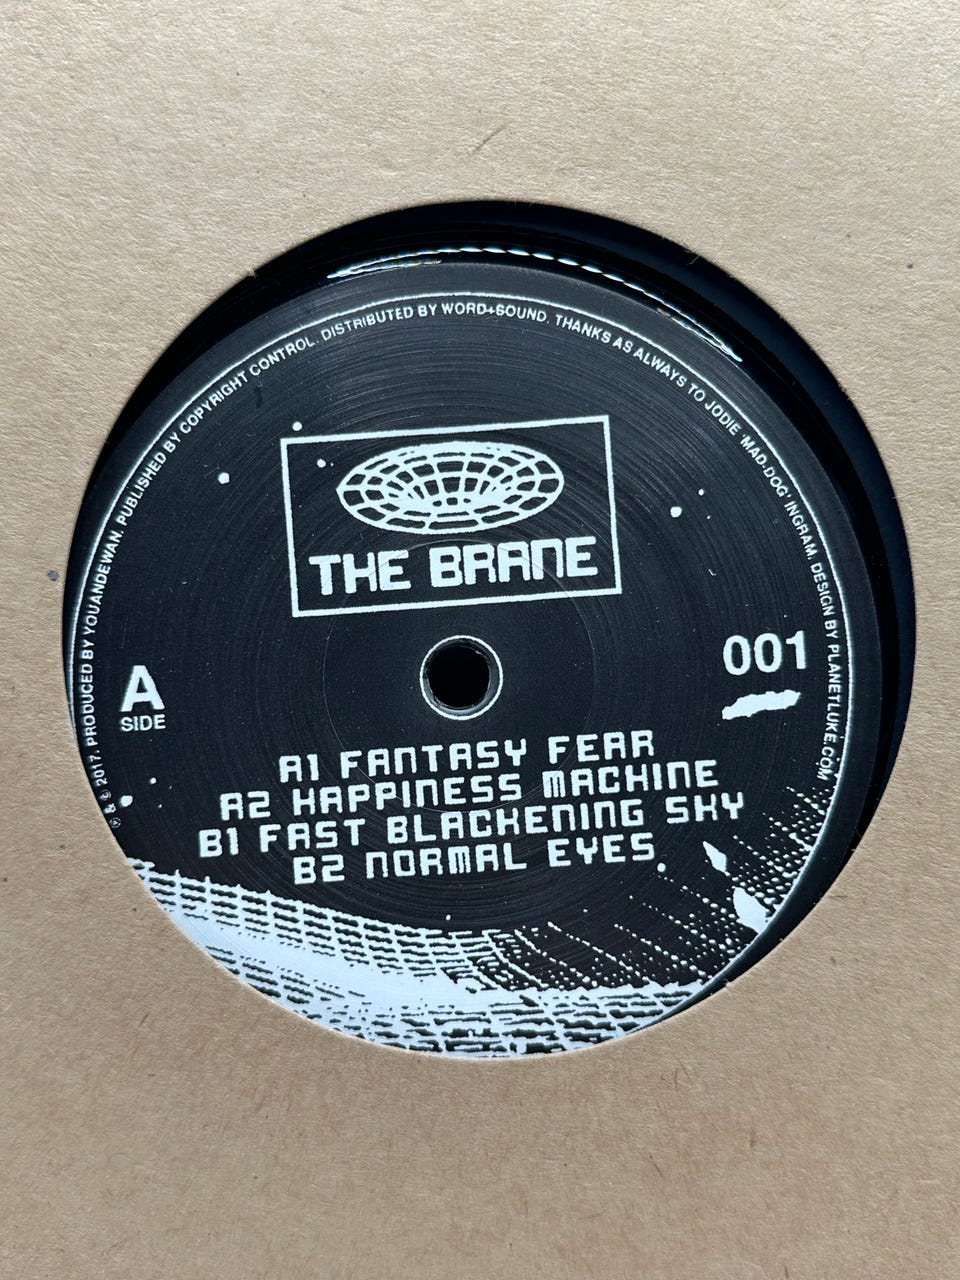 ℗ & © 2017. PRODUCED BY YOUANDEWAN. PUBLISHED BY COPYRIGHT CONTROL. DISTRIBUTED BY WORD+SOUND. THANKS AS ALWAYS TO JODIE 'MAD-DOG' INGRAM. DESIGN BY PLANETLUKE.COM
THE BRANE
A
SIDE
001
A1 FANTASY FEAR
A2 HAPPINESS MACHINE
B1 FAST BLACKENING SKY
B2 NORMAL EYES